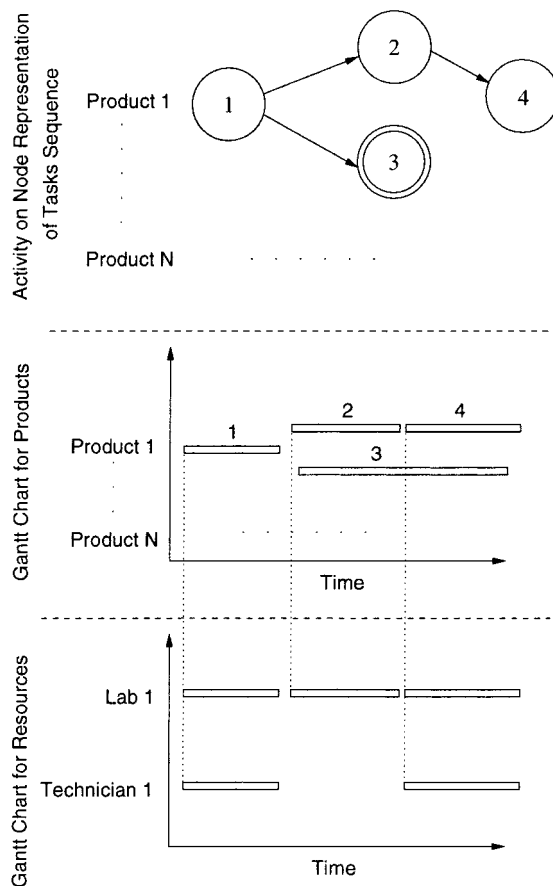 Activity on Node Representation
of Tasks Sequence
2
Product 1
1
4
3
Product N
Gantt Chart for Products
2
4
1
Product 1
3
Product N
Time
Gantt Chart for Resources
Lab 1
Technician 1
Time